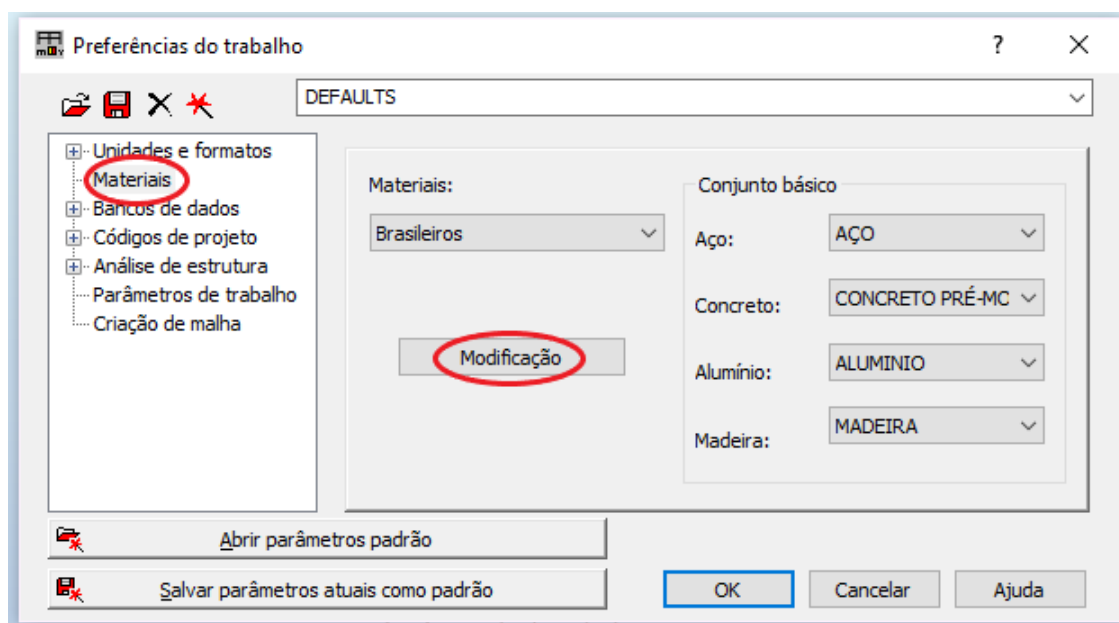 Preferências do trabalho
?
DEFAULTS
Unidades e formatos
Materiais
Bancos de dados
Códigos de projeto
Análise de estrutura
Parâmetros de trabalho
Criação de malha
Materiais:
Brasileiros
Modificação
Conjunto básico
Aço:
AÇO
Concreto:
CONCRETO PRÉ-MO
Alumínio:
ALUMINIO
Madeira:
MADEIRA
Abrir parâmetros padrão
Salvar parâmetros atuais como padrão
OK
Cancelar
Ajuda